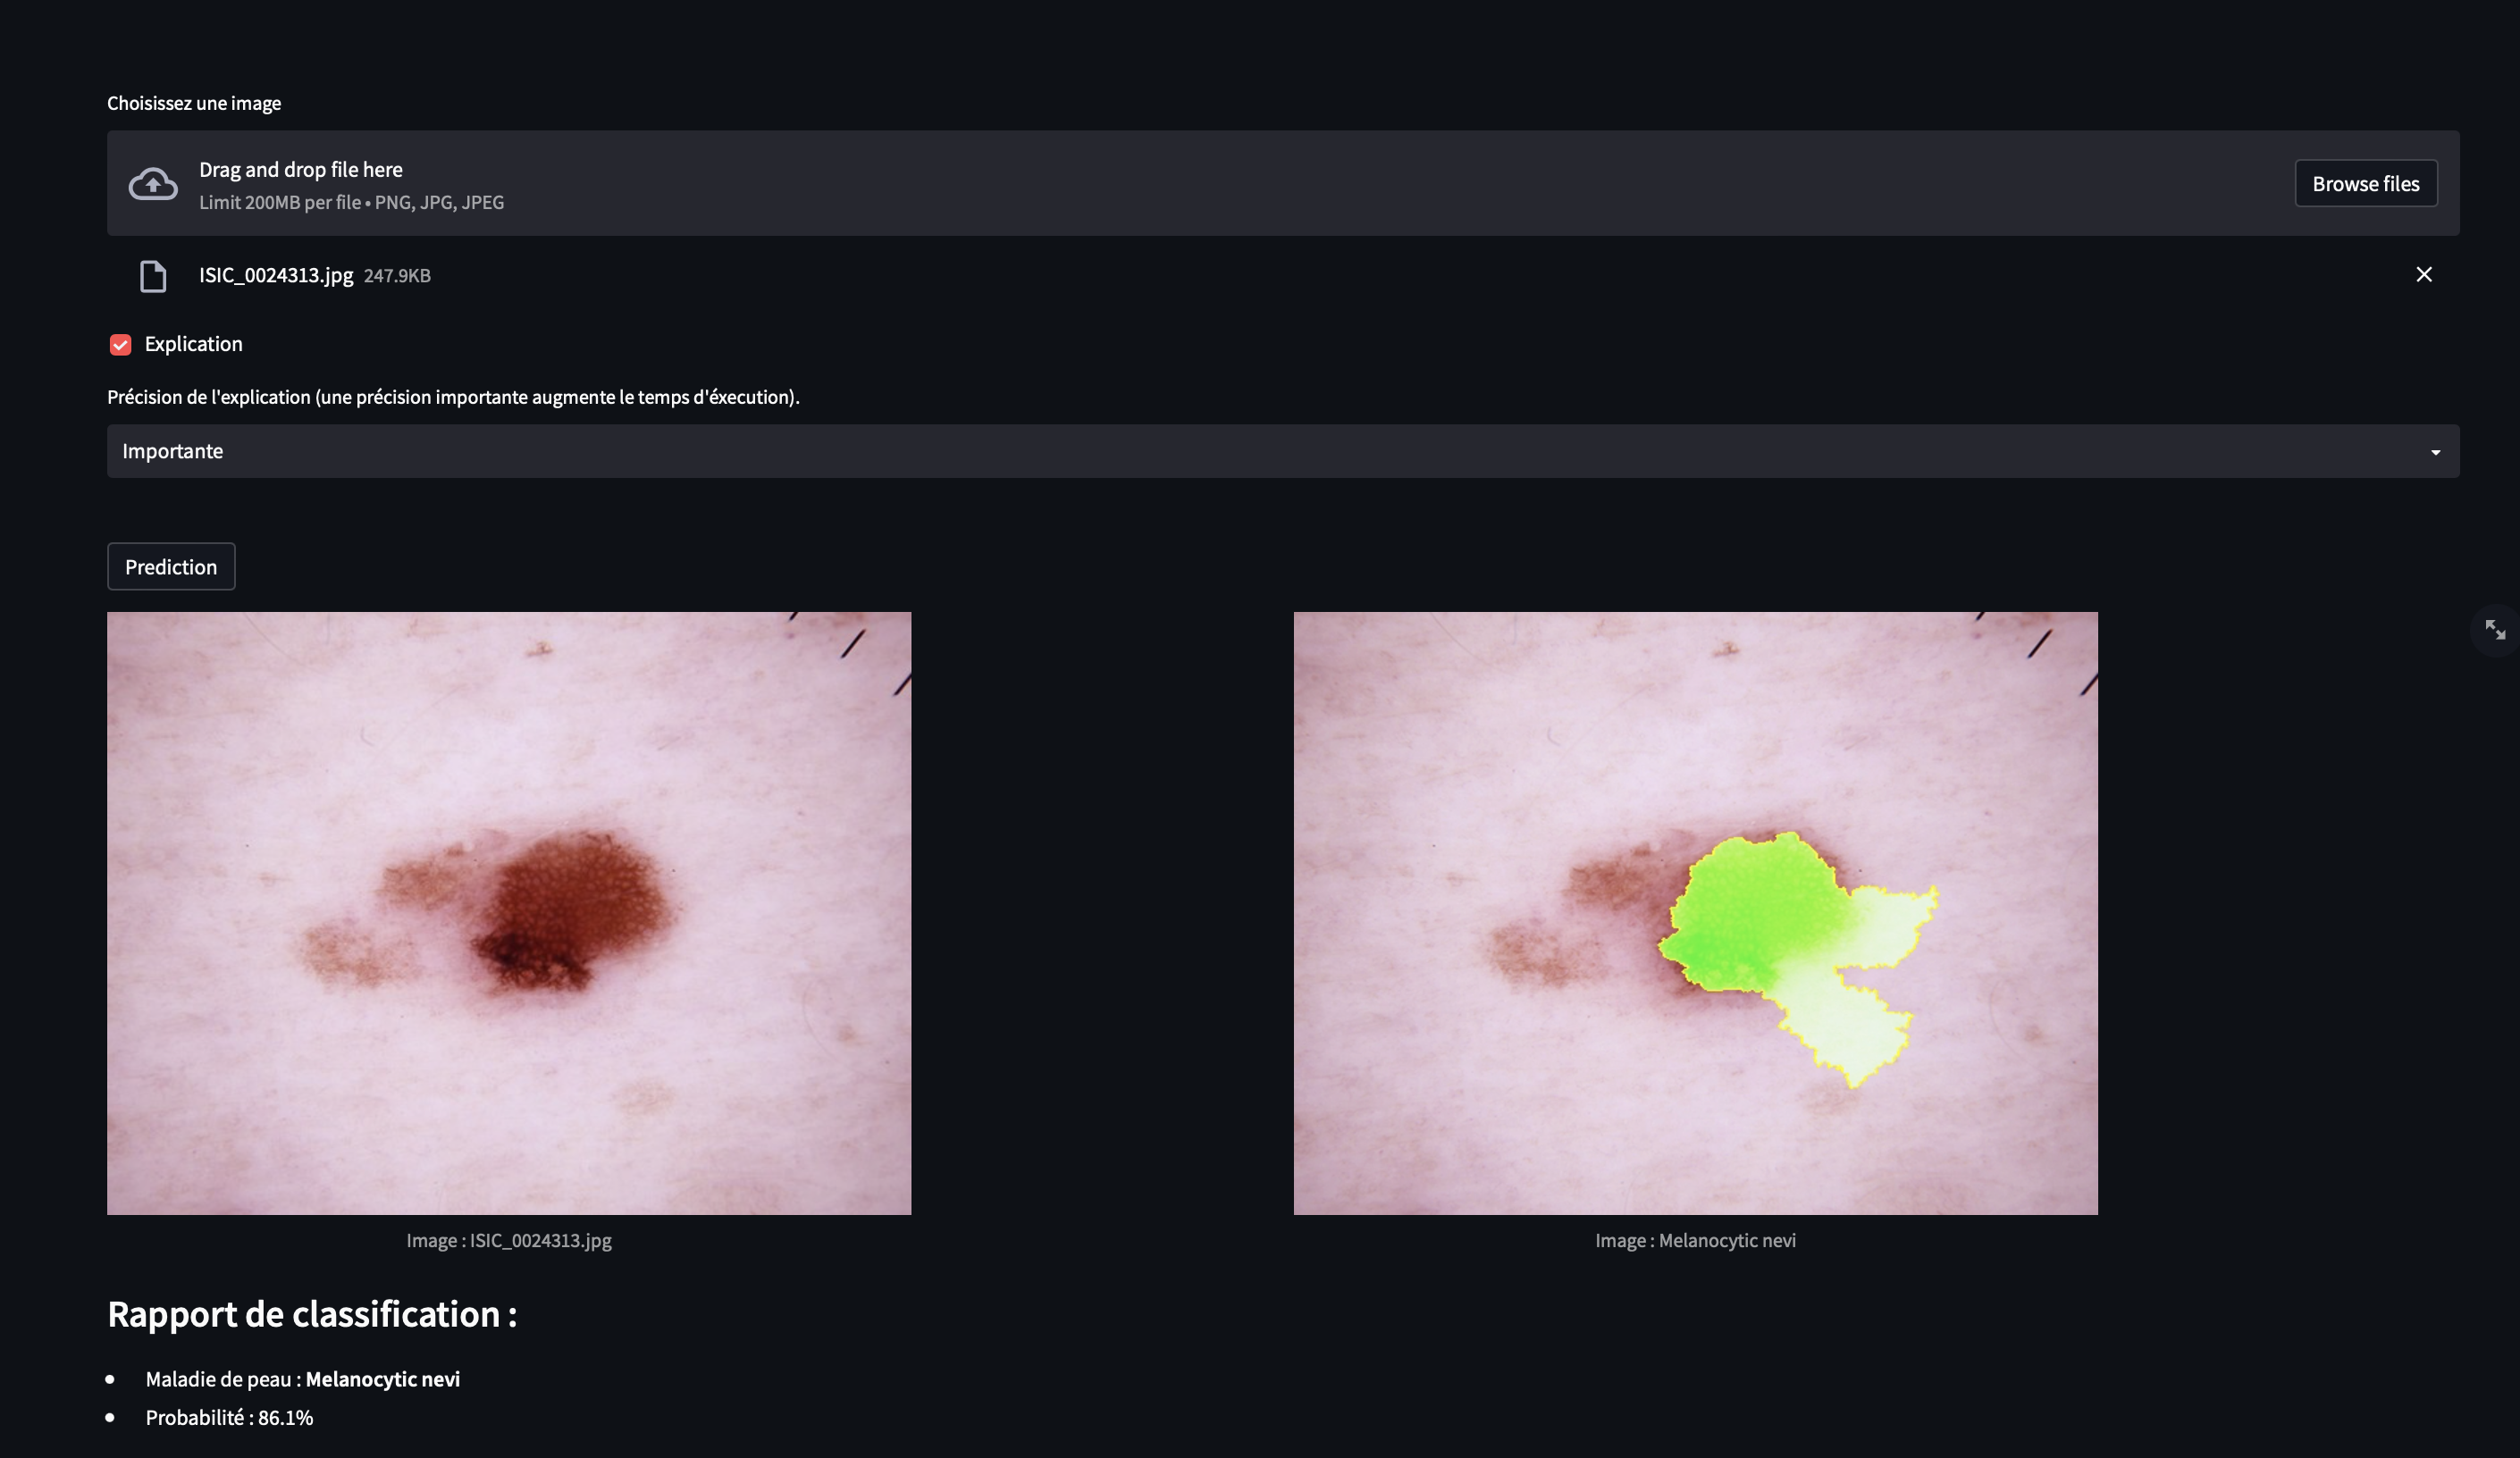 Choisissez une image
Drag and drop file here
Limit 200MB per file • PNG, JPG, JPEG
Browse files
ISIC_0024313.jpg 247.9KB
Explication
Précision de l'explication (une précision importante augmente le temps d'éxecution).
Importante
Prediction
Image : ISIC_0024313.jpg
Image : Melanocytic nevi
Rapport de classification :
• Maladie de peau : Melanocytic nevi
• Probabilité : 86.1%